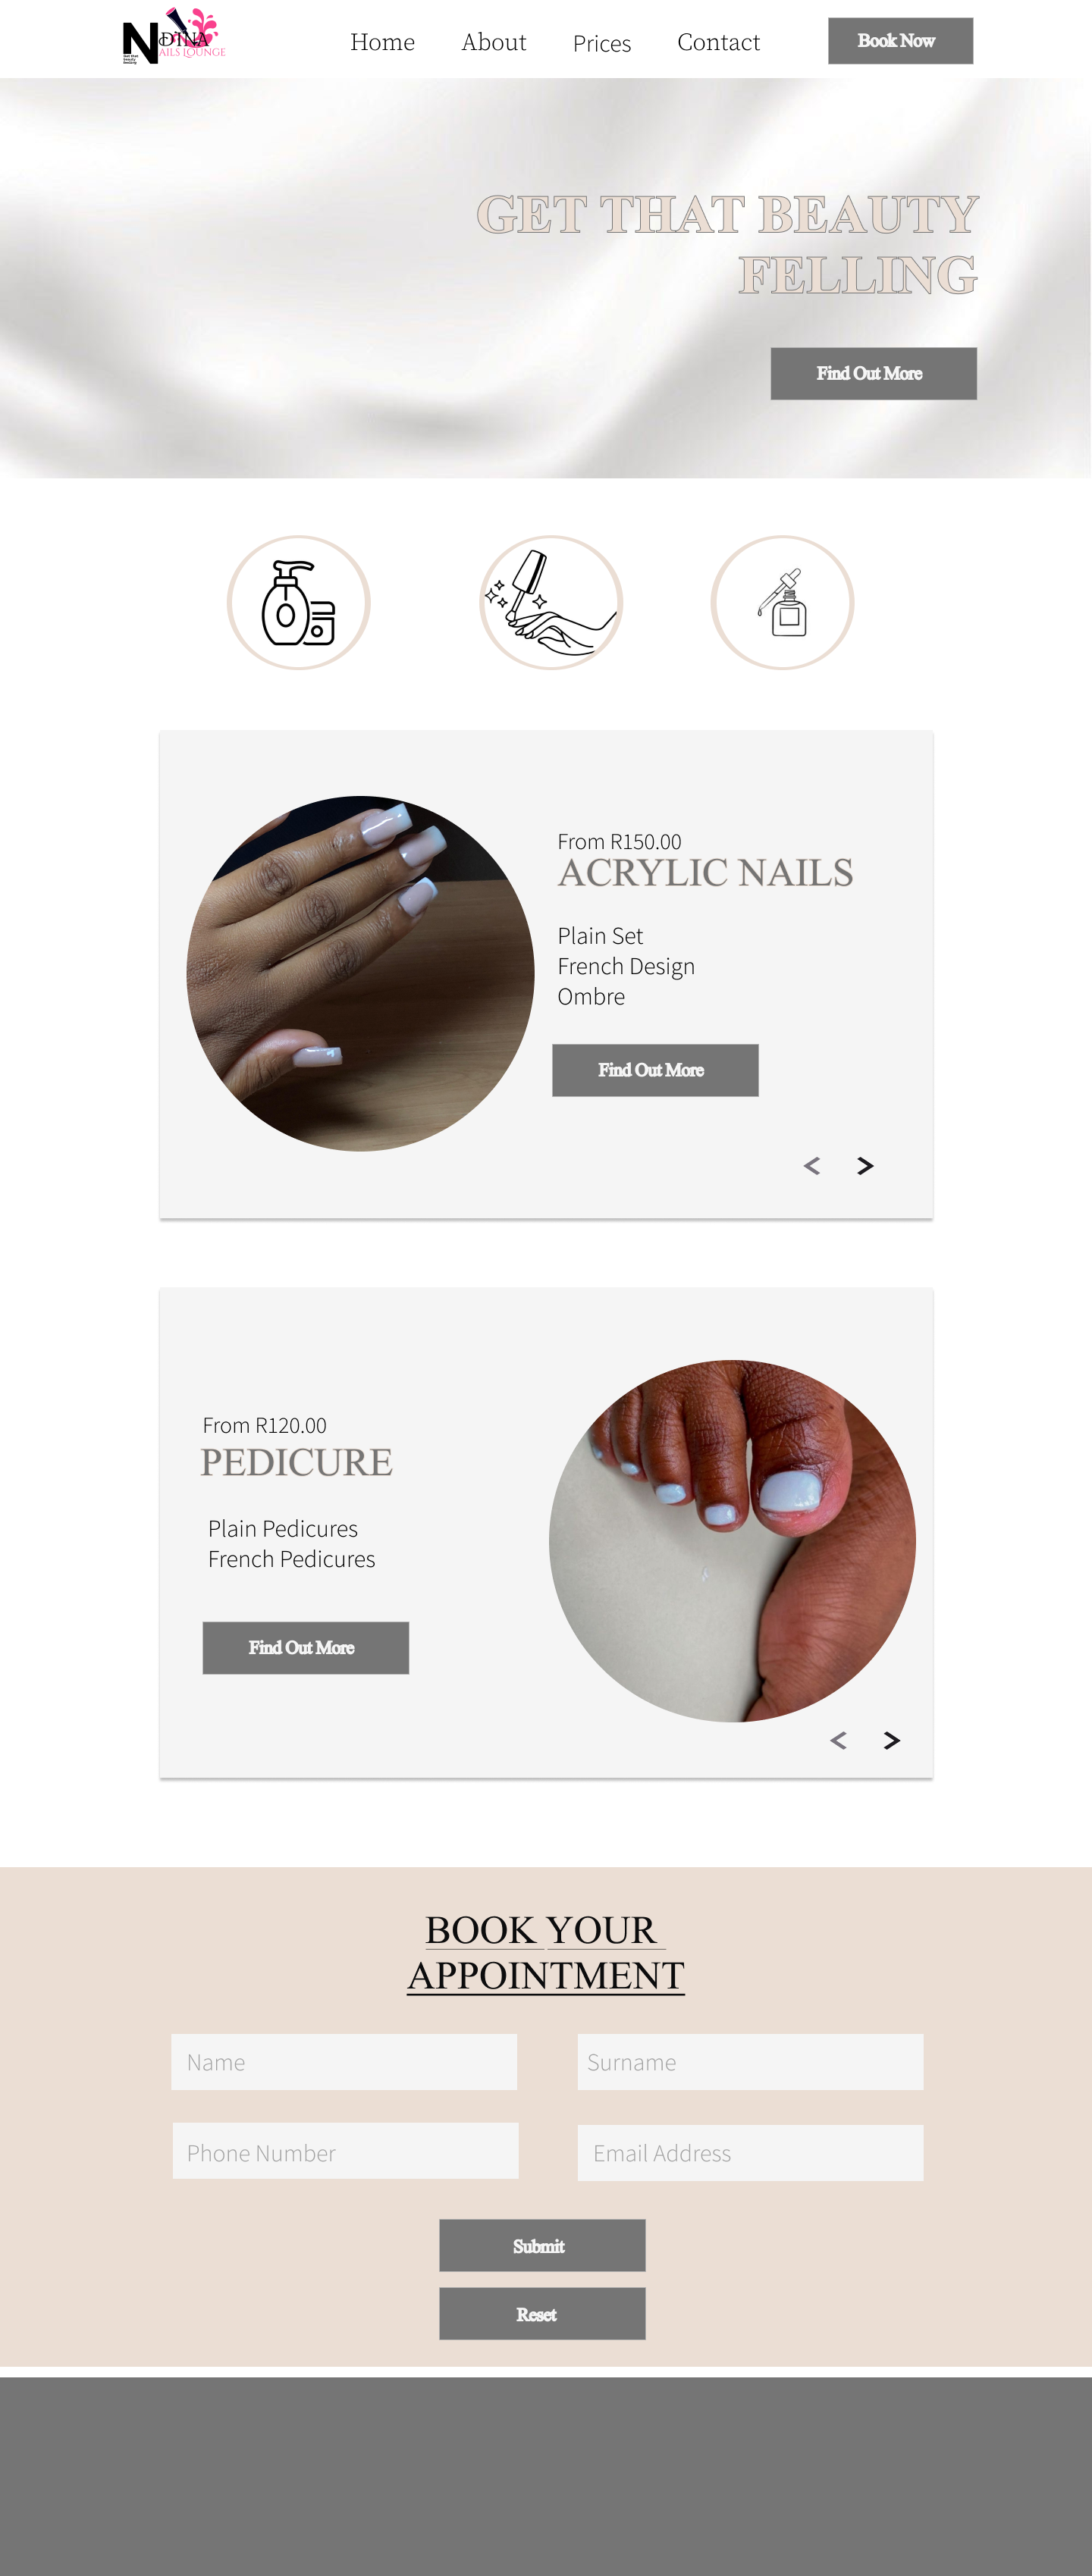 NDINA
NAILS LOUNGE
Home
About
Prices
Contact
Book Now
GET THAT BEAUTY
FELLING
Find Out More
From R150.00
ACRYLIC NAILS
Plain Set
French Design
Ombre
Find Out More
< >
From R120.00
PEDICURE
Plain Pedicures
French Pedicures
Find Out More
< >
BOOK YOUR
APPOINTMENT
Name
Surname
Phone Number
Email Address
Submit
Reset